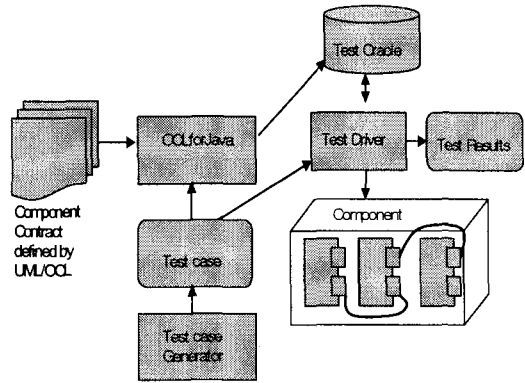 Test Oracle
OCLforJava
Test Driver
Test Results
Component
Contract
defined by
UML/OCL
Component
Test case
Test case
Generator